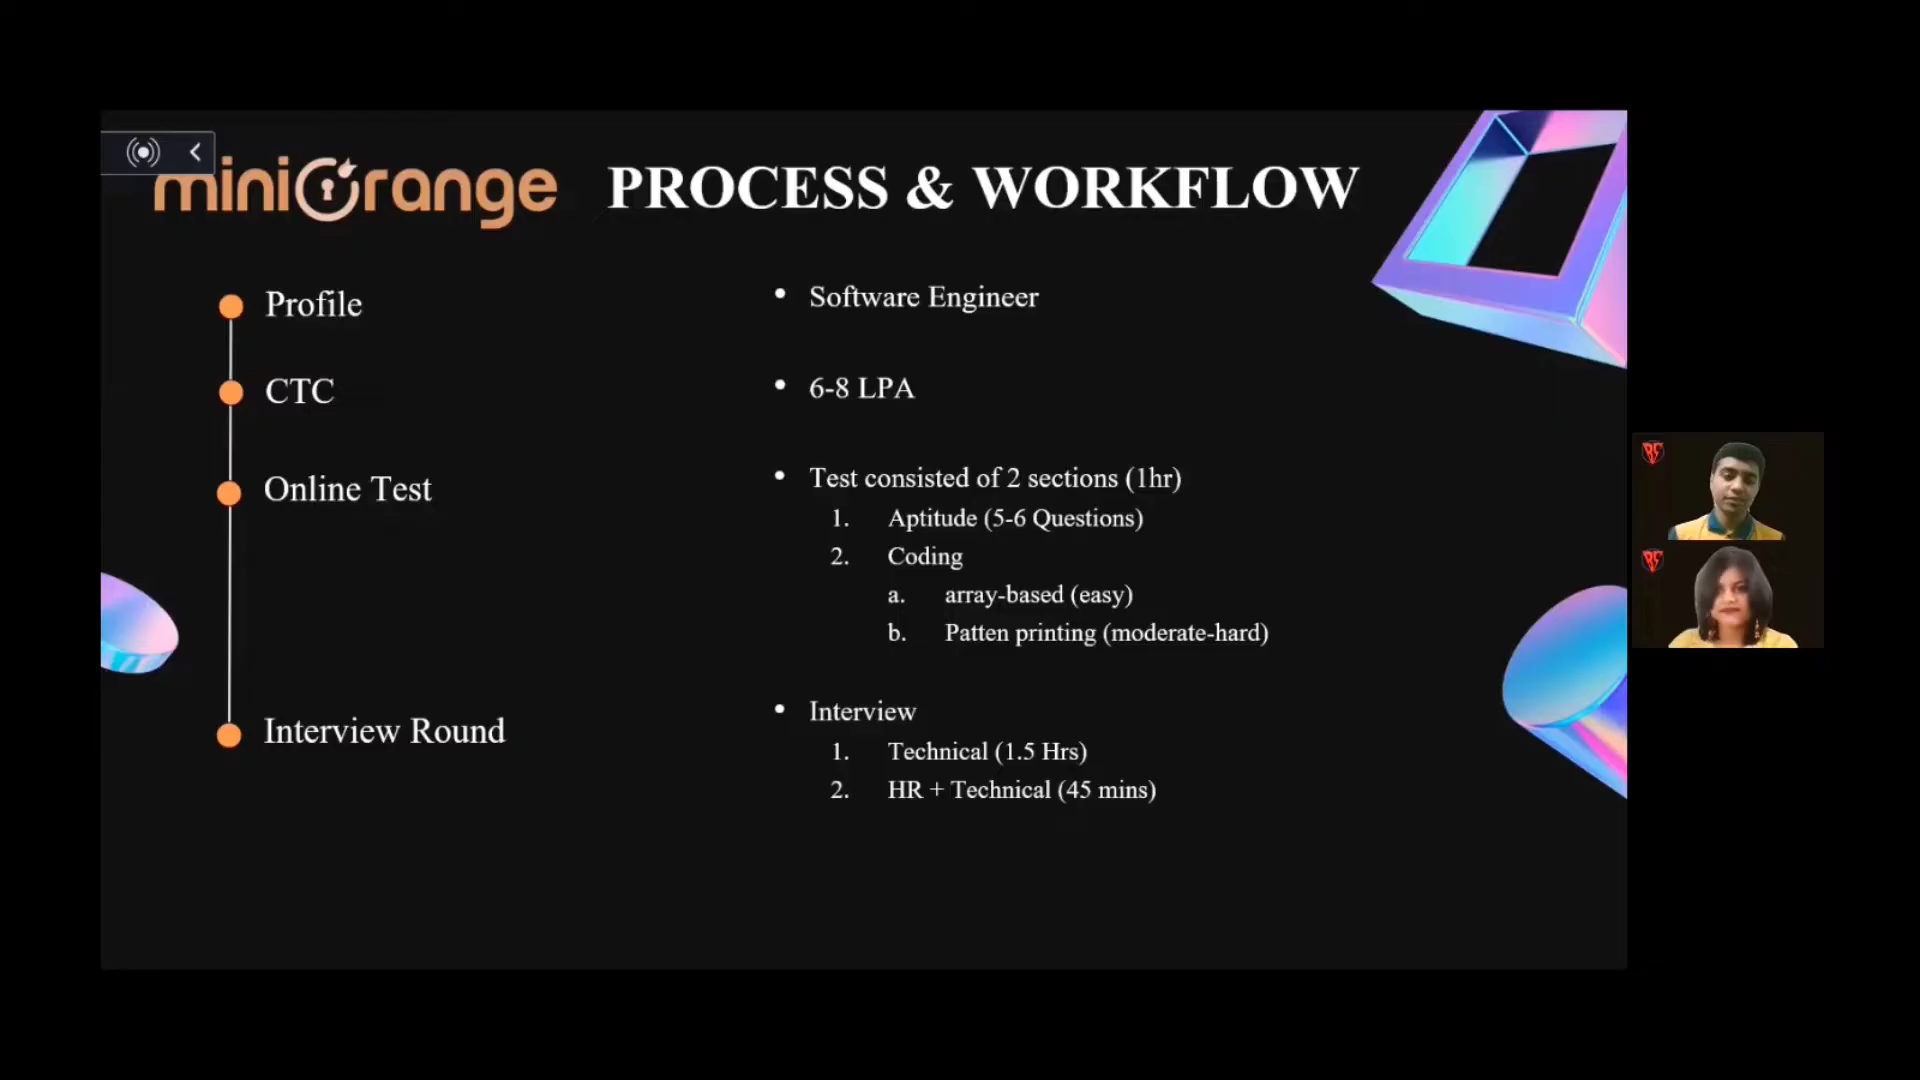 miniOrange PROCESS & WORKFLOW
Profile
• Software Engineer
CTC
• 6-8 LPA
Online Test
• Test consisted of 2 sections (1hr)
1. Aptitude (5-6 Questions)
2. Coding
a. array-based (easy)
b. Patten printing (moderate-hard)
Interview Round
• Interview
1. Technical (1.5 Hrs)
2. HR + Technical (45 mins)